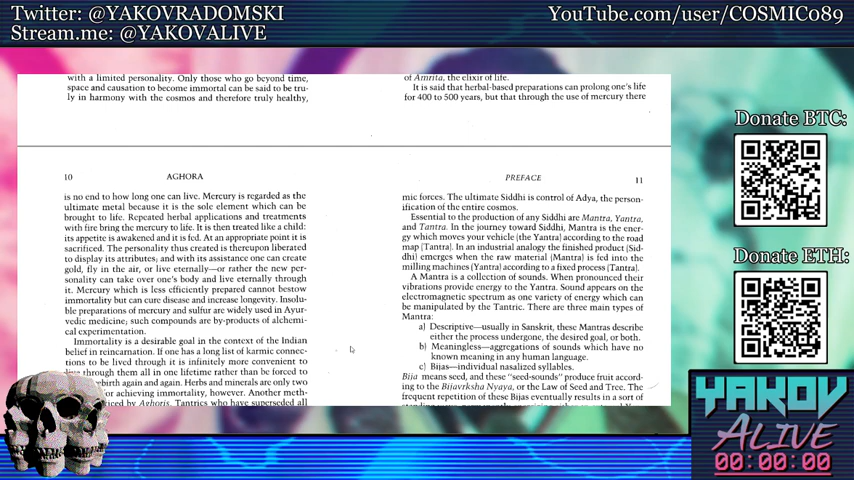 Twitter: @YAKOVRADOMSKI
Stream.me: @YAKOVALIVE
YouTube.com/user/COSMIC089
with a limited personality. Only those who go beyond time,
space and causation to become immortal can be said to be tru-
ly in harmony with the cosmos and therefore truly healthy,
of Amrita, the elixir of life.
It is said that herbal-based preparations can prolong one's life
for 400 to 500 years, but that through the use of mercury there
10 AGHORA
is no end to how long one can live. Mercury is regarded as the
ultimate metal because it is the sole element which can be
brought to life. Repeated herbal applications and treatments
with fire bring the mercury to life. It is then treated like a child:
its appetite is awakened and it is fed. At an appropriate point it is
sacrificed. The personality thus created is thereupon liberated
to display its attributes, and with its assistance one can create
gold, fly in the air, or live eternally—or rather the new per-
sonality can take over one's body and live eternally through
it. Mercury which is less efficiently prepared cannot bestow
immortality but can cure disease and increase longevity. Insolu-
ble preparations of mercury and sulfur are widely used in Ayur-
vedic medicine; such compounds are by-products of alchemi-
cal experimentation.
Immortality is a desirable goal in the context of the Indian
belief in reincarnation. If one has a long list of karmic connec-
tions to be lived through it is infinitely more convenient to
live through them all in one lifetime rather than be forced to
rebirth again and again. Herbs and minerals are only two
for achieving immortality, however. Another meth-
by Aghoris. Tantrics who have superseded all
PREFACE 11
mic forces. The ultimate Siddhi is control of Adya, the person-
ification of the entire cosmos.
Essential to the production of any Siddhi are Mantra, Yantra,
and Tantra. In the journey toward Siddhi, Mantra is the ener-
gy which moves your vehicle (the Yantra) according to the road
map (Tantra). In an industrial analogy the finished product (Sid-
dhi) emerges when the raw material (Mantra) is fed into the
milling machines (Yantra) according to a fixed process (Tantra).
A Mantra is a collection of sounds. When pronounced their
vibrations provide energy to the Yantra. Sound appears on the
electromagnetic spectrum as one variety of energy which can
be manipulated by the Tantric. There are three main types of
Mantra:
a) Descriptive—usually in Sanskrit, these Mantras describe
either the process undergone, the desired goal, or both.
b) Meaningless—aggregations of sounds which have no
known meaning in any human language.
c) Bijas—individual nasalized syllables.
Bija means seed, and these "seed-sounds" produce fruit accord-
ing to the Bijavrksha Nyaya, or the Law of Seed and Tree. The
frequent repetition of these Bijas eventually results in a sort of
Donate BTC:
Donate ETH:
YAKOV
ALIVE
00:00:00